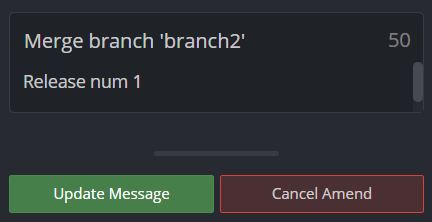 Merge branch 'branch2' 50
Release num 1
Update Message Cancel Amend